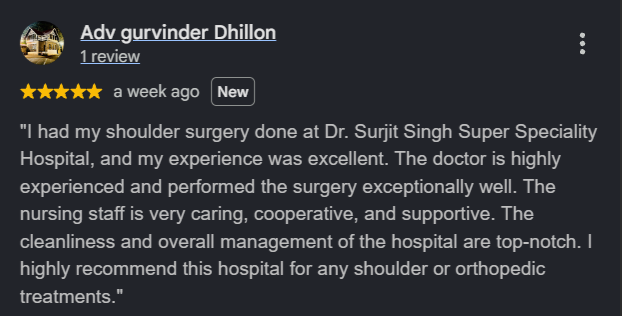 Adv gurvinder Dhillon
1 review
a week ago New
"I had my shoulder surgery done at Dr. Surjit Singh Super Speciality
Hospital, and my experience was excellent. The doctor is highly
experienced and performed the surgery exceptionally well. The
nursing staff is very caring, cooperative, and supportive. The
cleanliness and overall management of the hospital are top-notch. I
highly recommend this hospital for any shoulder or orthopedic
treatments."